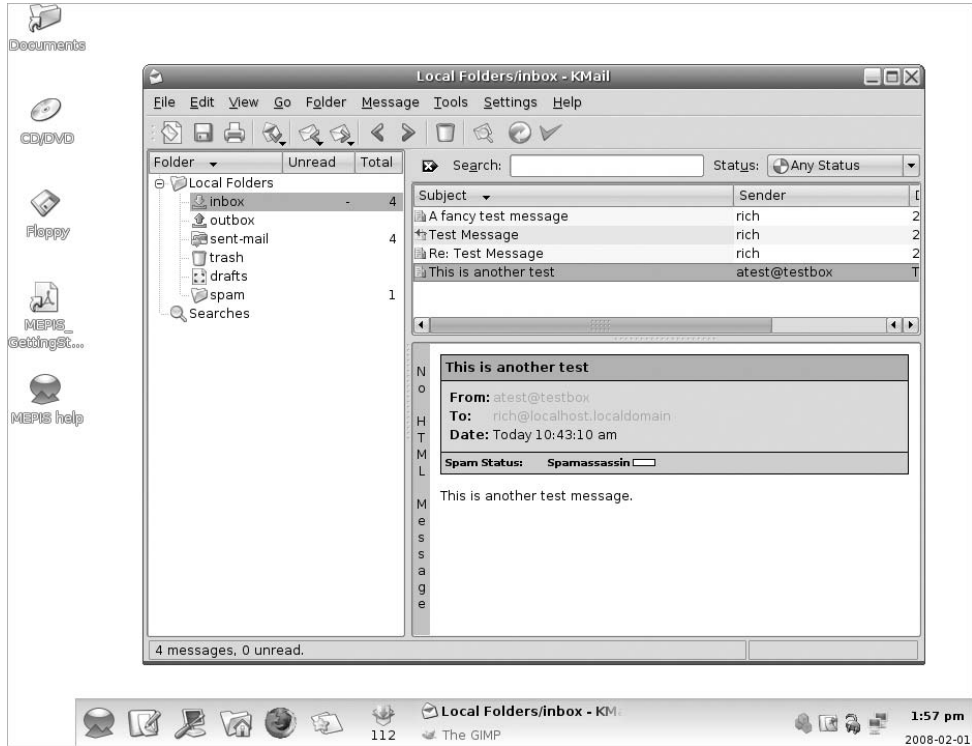 Documents
CD/DVD
Floppy
MEPIS_
GettingSt...
MEPIS help
Local Folders/inbox - KMail
File Edit View Go Folder Message Tools Settings Help
Folder Unread Total
Local Folders
inbox - 4
outbox
sent-mail 4
trash
drafts
spam 1
Searches
Search: Status: Any Status
Subject Sender D
A fancy test message rich 2
Test Message rich 2
Re: Test Message rich 2
This is another test atest@testbox T
No HTML Message
This is another test
From: atest@testbox
To: rich@localhost.localdomain
Date: Today 10:43:10 am
Spam Status: Spamassassin
This is another test message.
4 messages, 0 unread.
112
Local Folders/inbox - KM
The GIMP
1:57 pm
2008-02-01